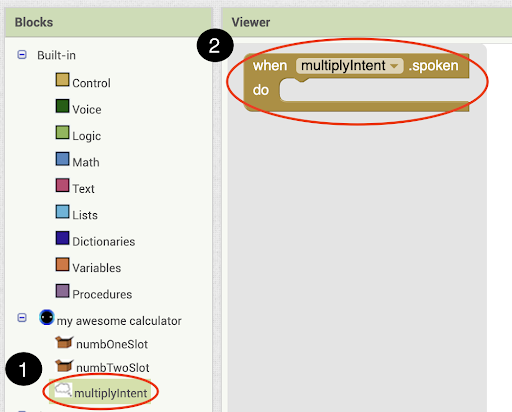 Blocks
Viewer
Built-in
Control
Voice
Logic
Math
Text
Lists
Dictionaries
Variables
Procedures
my awesome calculator
numbOneSlot
numbTwoSlot
1
multiplyIntent
2
when multiplyIntent .spoken
do